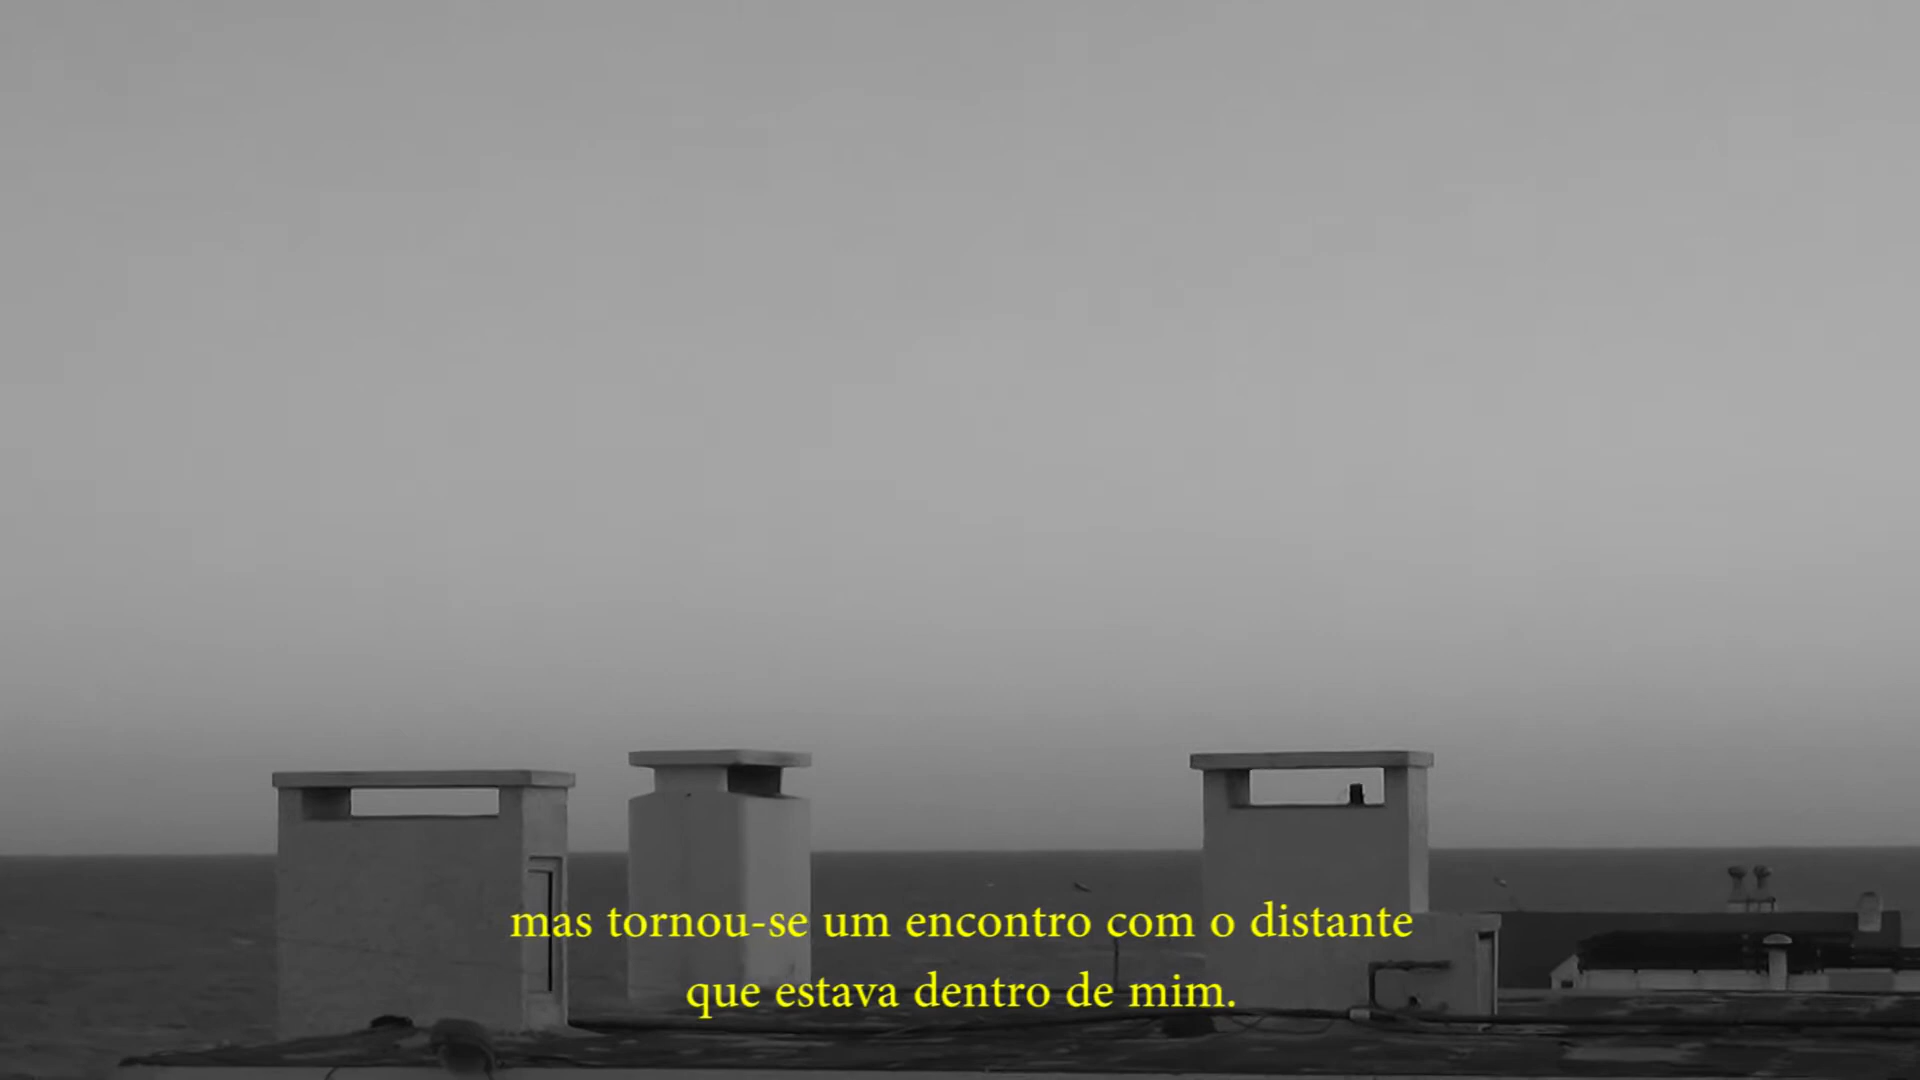 mas tornou-se um encontro com o distante
que estava dentro de mim.